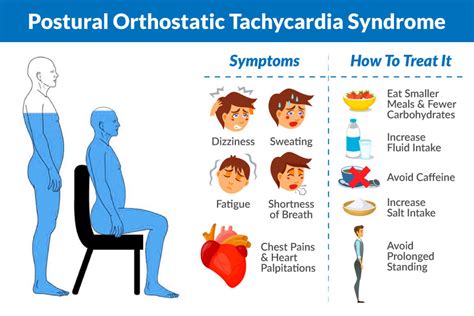 Postural Orthostatic Tachycardia Syndrome
Symptoms
Dizziness
Sweating
Fatigue
Shortness
of Breath
Chest Pains
& Heart
Palpitations
How To Treat It
Eat Smaller
Meals & Fewer
Carbohydrates
Increase
Fluid Intake
Avoid Caffeine
Increase
Salt Intake
Avoid
Prolonged
Standing